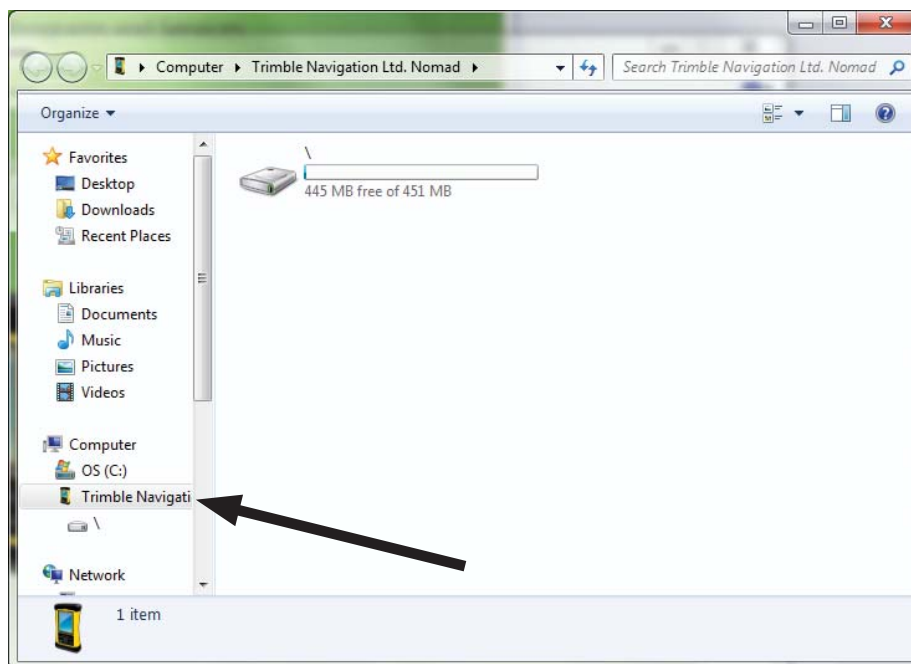 Computer Trimble Navigation Ltd. Nomad Search Trimble Navigation Ltd. Nomad
Organize
Favorites
Desktop
Downloads
Recent Places
Libraries
Documents
Music
Pictures
Videos
Computer
OS (C:)
Trimble Navigati
\
Network
\
445 MB free of 451 MB
1 item